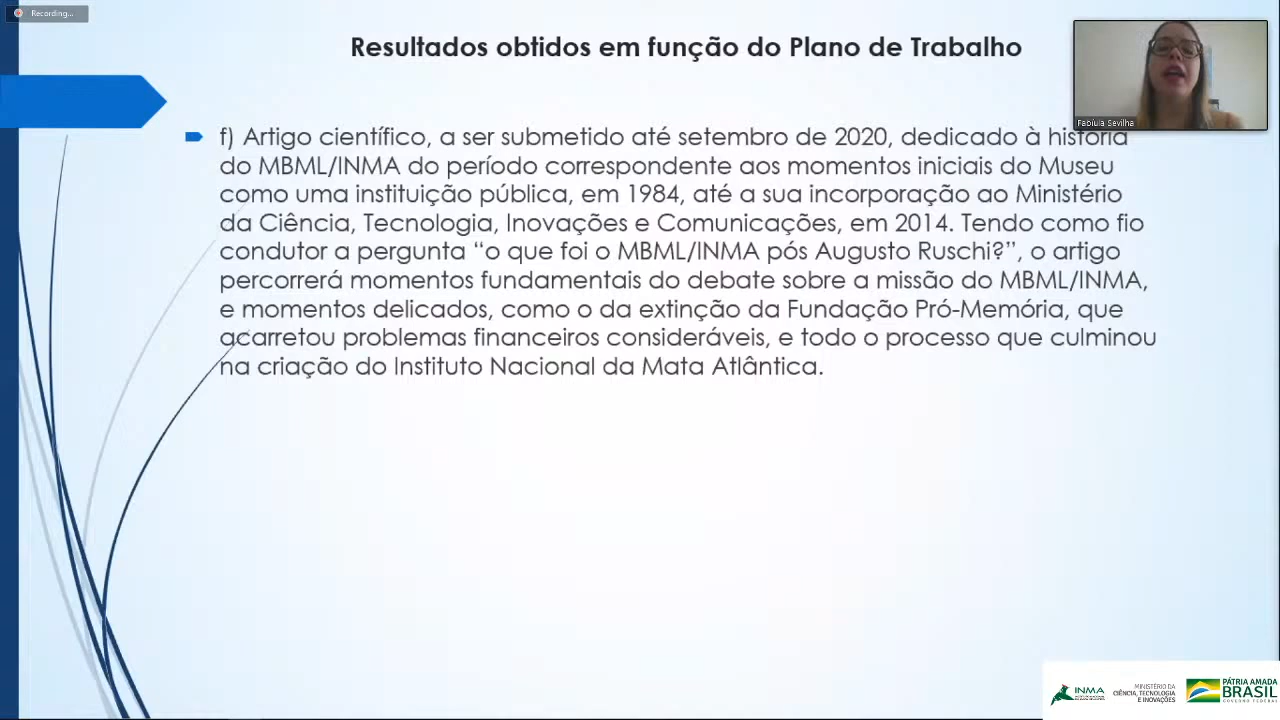 Recording...
Resultados obtidos em função do Plano de Trabalho
Fabíula Sevilha
f) Artigo científico, a ser submetido até setembro de 2020, dedicado à história
do MBML/INMA do período correspondente aos momentos iniciais do Museu
como uma instituição pública, em 1984, até a sua incorporação ao Ministério
da Ciência, Tecnologia, Inovações e Comunicações, em 2014. Tendo como fio
condutor a pergunta “o que foi o MBML/INMA pós Augusto Ruschi?”, o artigo
percorrerá momentos fundamentais do debate sobre a missão do MBML/INMA,
e momentos delicados, como o da extinção da Fundação Pró-Memória, que
acarretou problemas financeiros consideráveis, e todo o processo que culminou
na criação do Instituto Nacional da Mata Atlântica.
INMA
MINISTÉRIO DA
CIÊNCIA, TECNOLOGIA
E INOVAÇÕES
PÁTRIA AMADA
BRASIL
GOVERNO FEDERAL